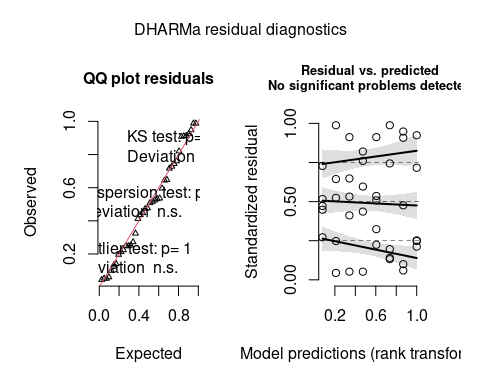 DHARMa residual diagnostics
QQ plot residuals
KS test: p=
Deviation
spersion test: p
eviation n.s.
tlier test: p= 1
viation n.s.
Observed
1.0
0.6
0.2
0.0 0.4 0.8
Expected
Residual vs. predicted
No significant problems detecte
Standardized residual
1.00
0.50
0.00
0.2 0.6 1.0
Model predictions (rank transfor